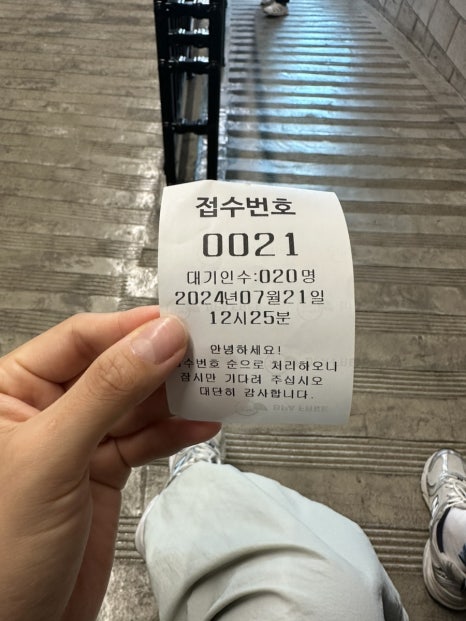 접수번호
0021
대기인수:020명
2024년07월21일
12시25분
안녕하세요!
수번호 순으로 처리하오니
잠시만 기다려 주십시오
대단히 감사합니다.